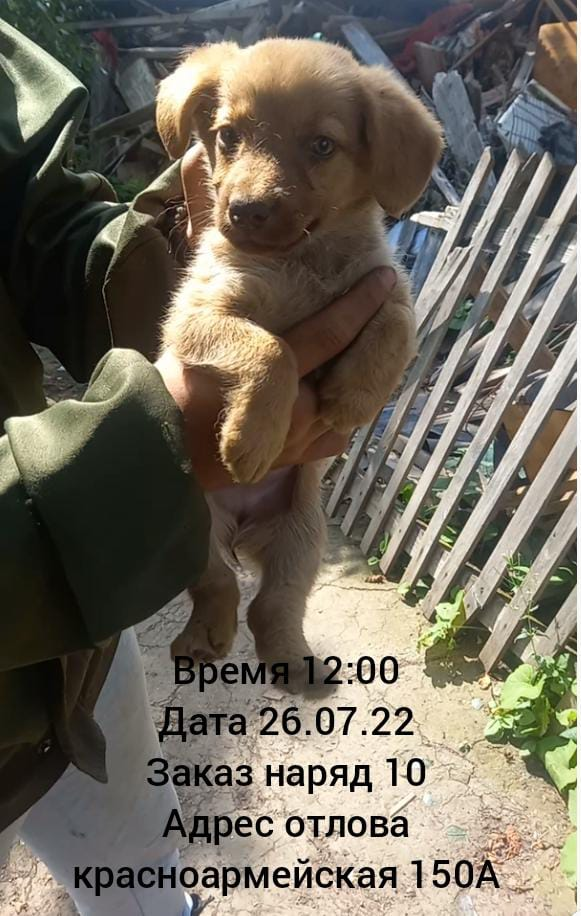 Время 12:00
Дата 26.07.22
Заказ наряд 10
Адрес отлова
красноармейская 150А